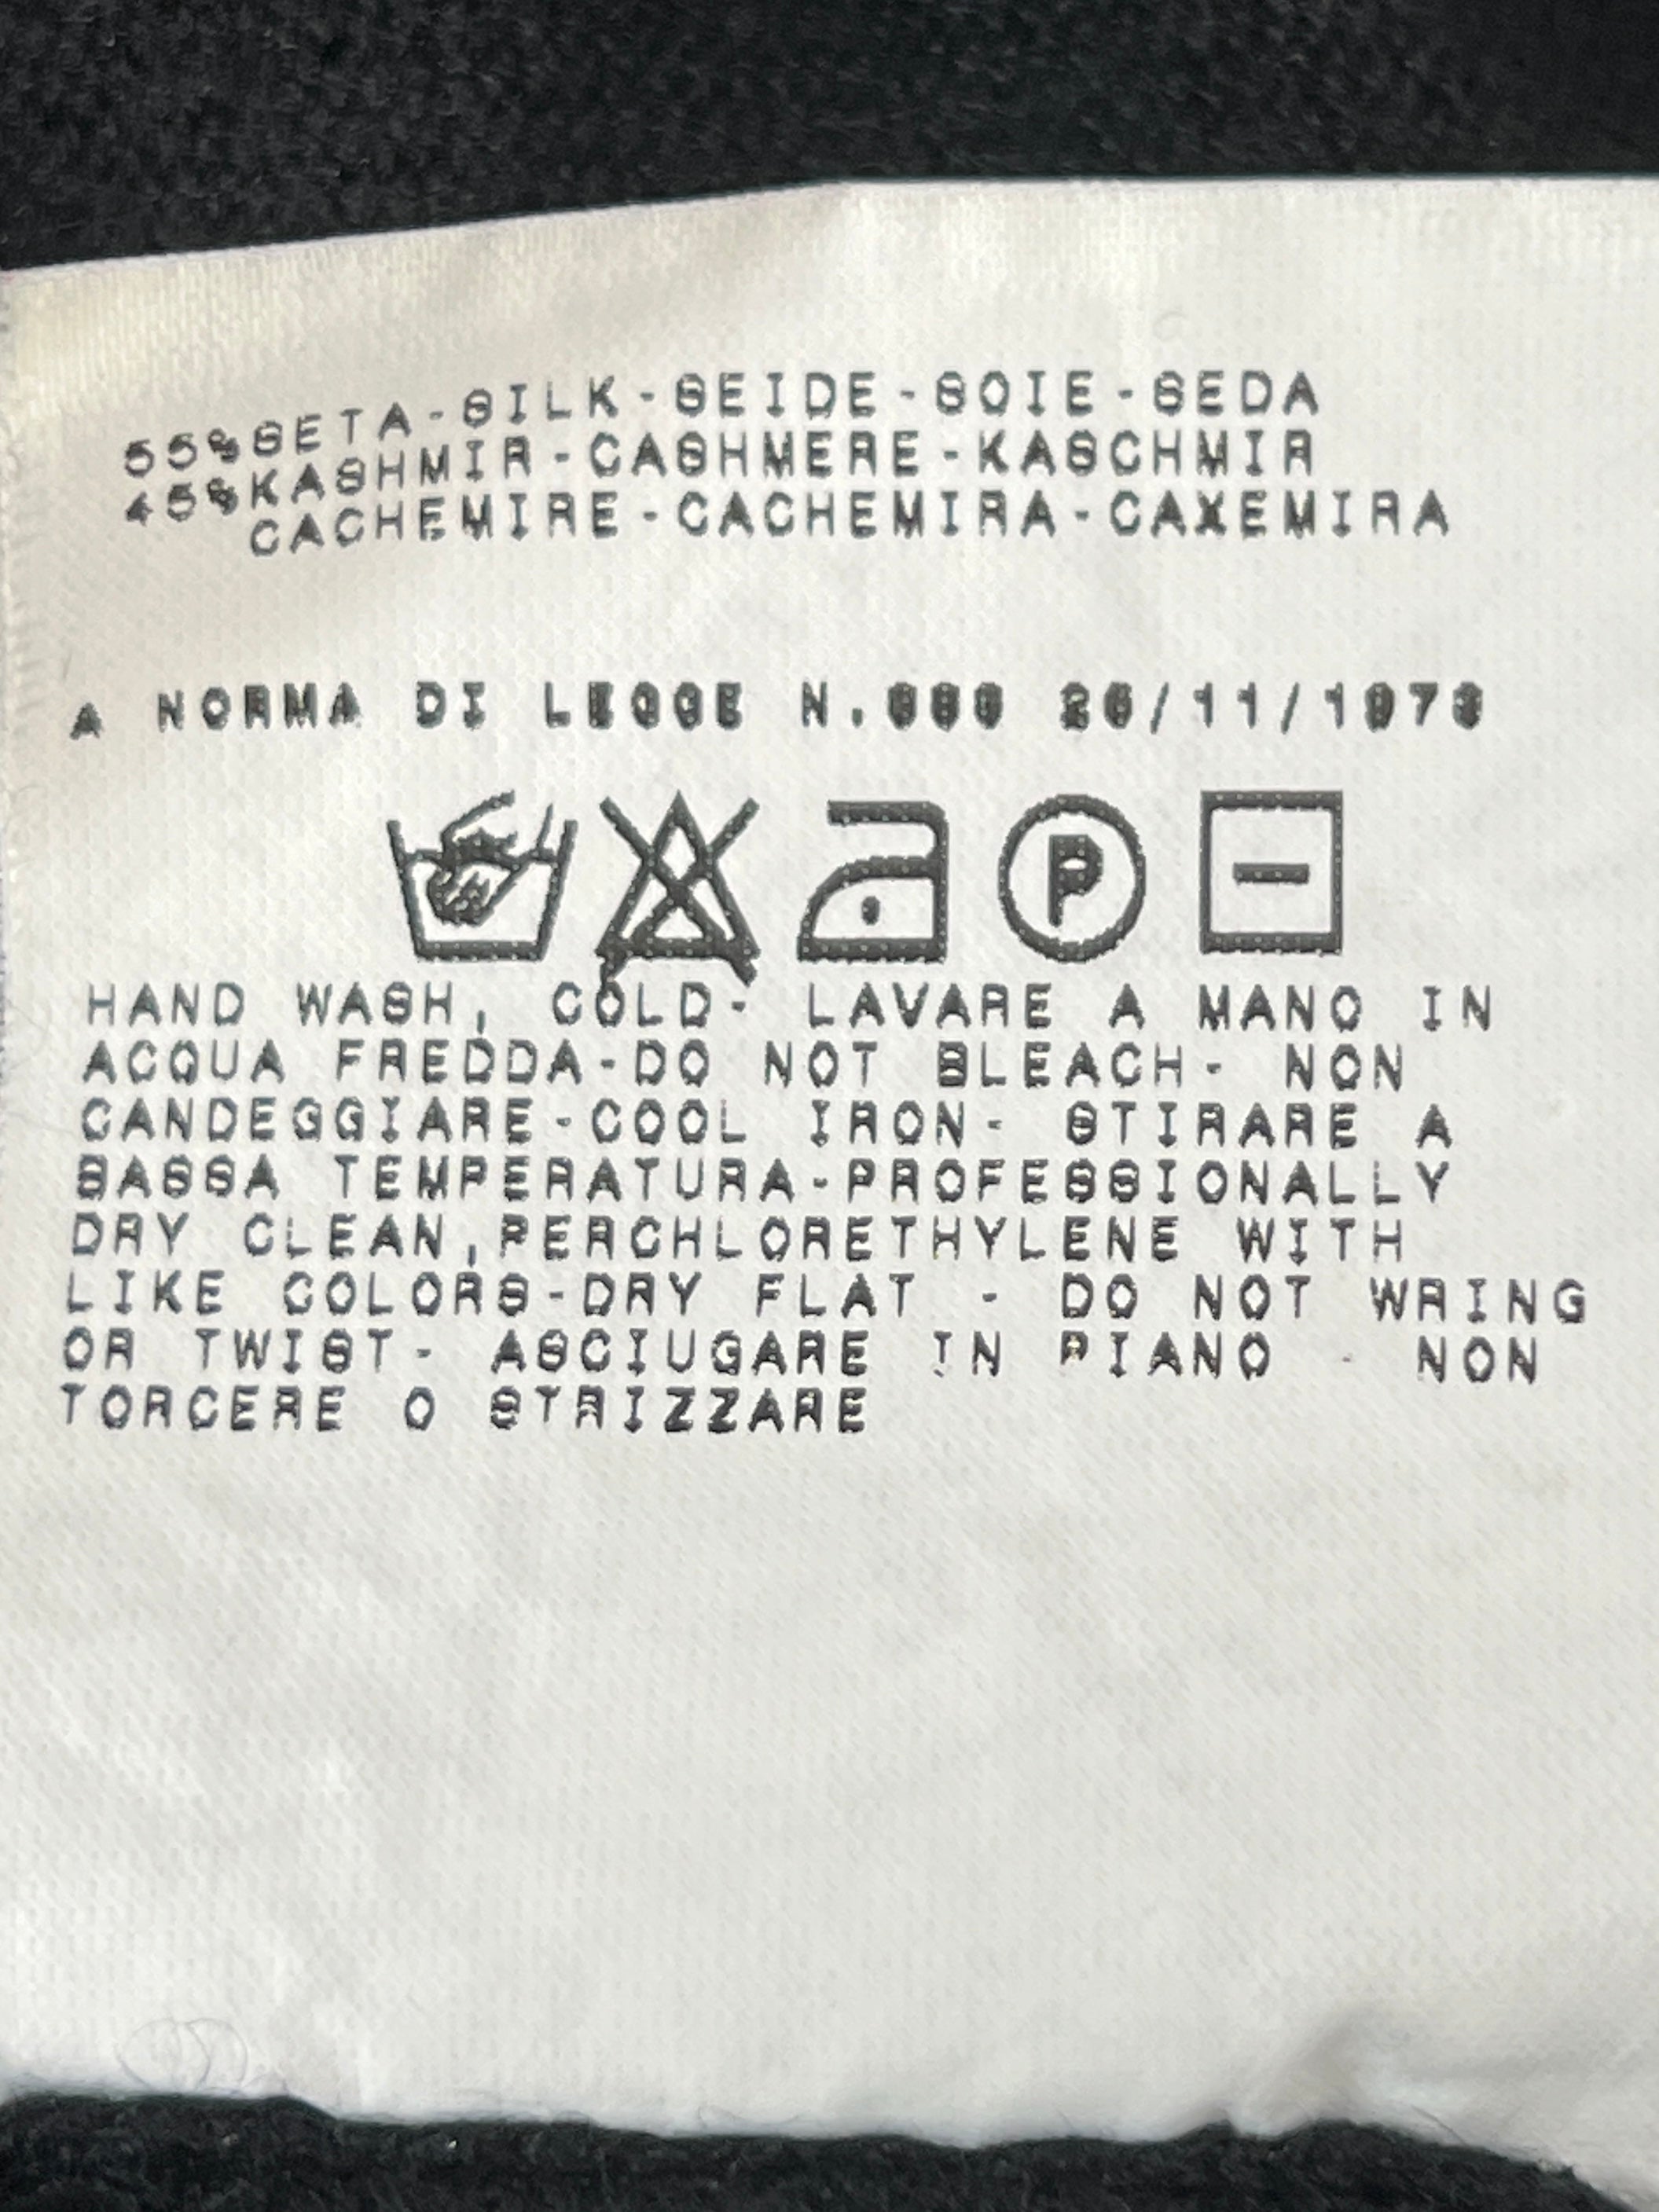 55%SETA-SILK-SEIDE-SOIE-SEDA
45%KASHMIR-CASHMERE-KASCHMIR
CACHEMIRE-CACHEMIRA-CAXEMIRA
A NORMA DI LEGGE N.883 26/11/1973
P
HAND WASH, COLD- LAVARE A MANO IN
ACQUA FREDDA-DO NOT BLEACH- NON
CANDEGGIARE-COOL IRON- STIRARE A
BASSA TEMPERATURA-PROFESSIONALLY
DRY CLEAN,PERCHLORETHYLENE WITH
LIKE COLORS-DRY FLAT - DO NOT WRING
OR TWIST- ASCIUGARE IN PIANO - NON
TORCERE O STRIZZARE